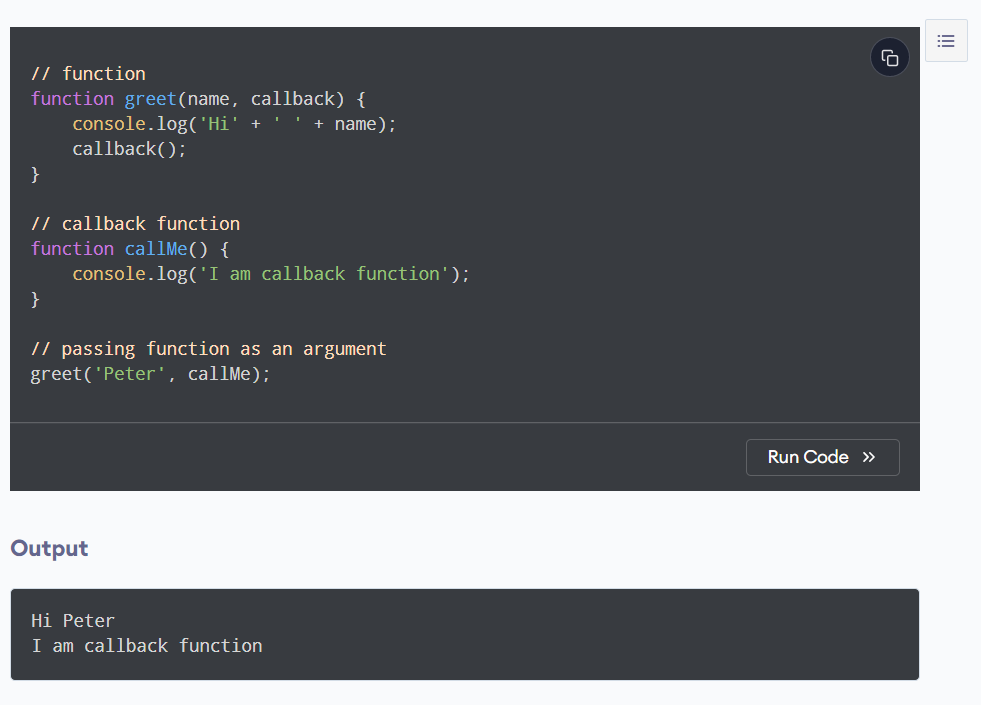 // function
function greet(name, callback) {
    console.log('Hi' + ' ' + name);
    callback();
}

// callback function
function callMe() {
    console.log('I am callback function');
}

// passing function as an argument
greet('Peter', callMe);
Run Code »
Output
Hi Peter
I am callback function